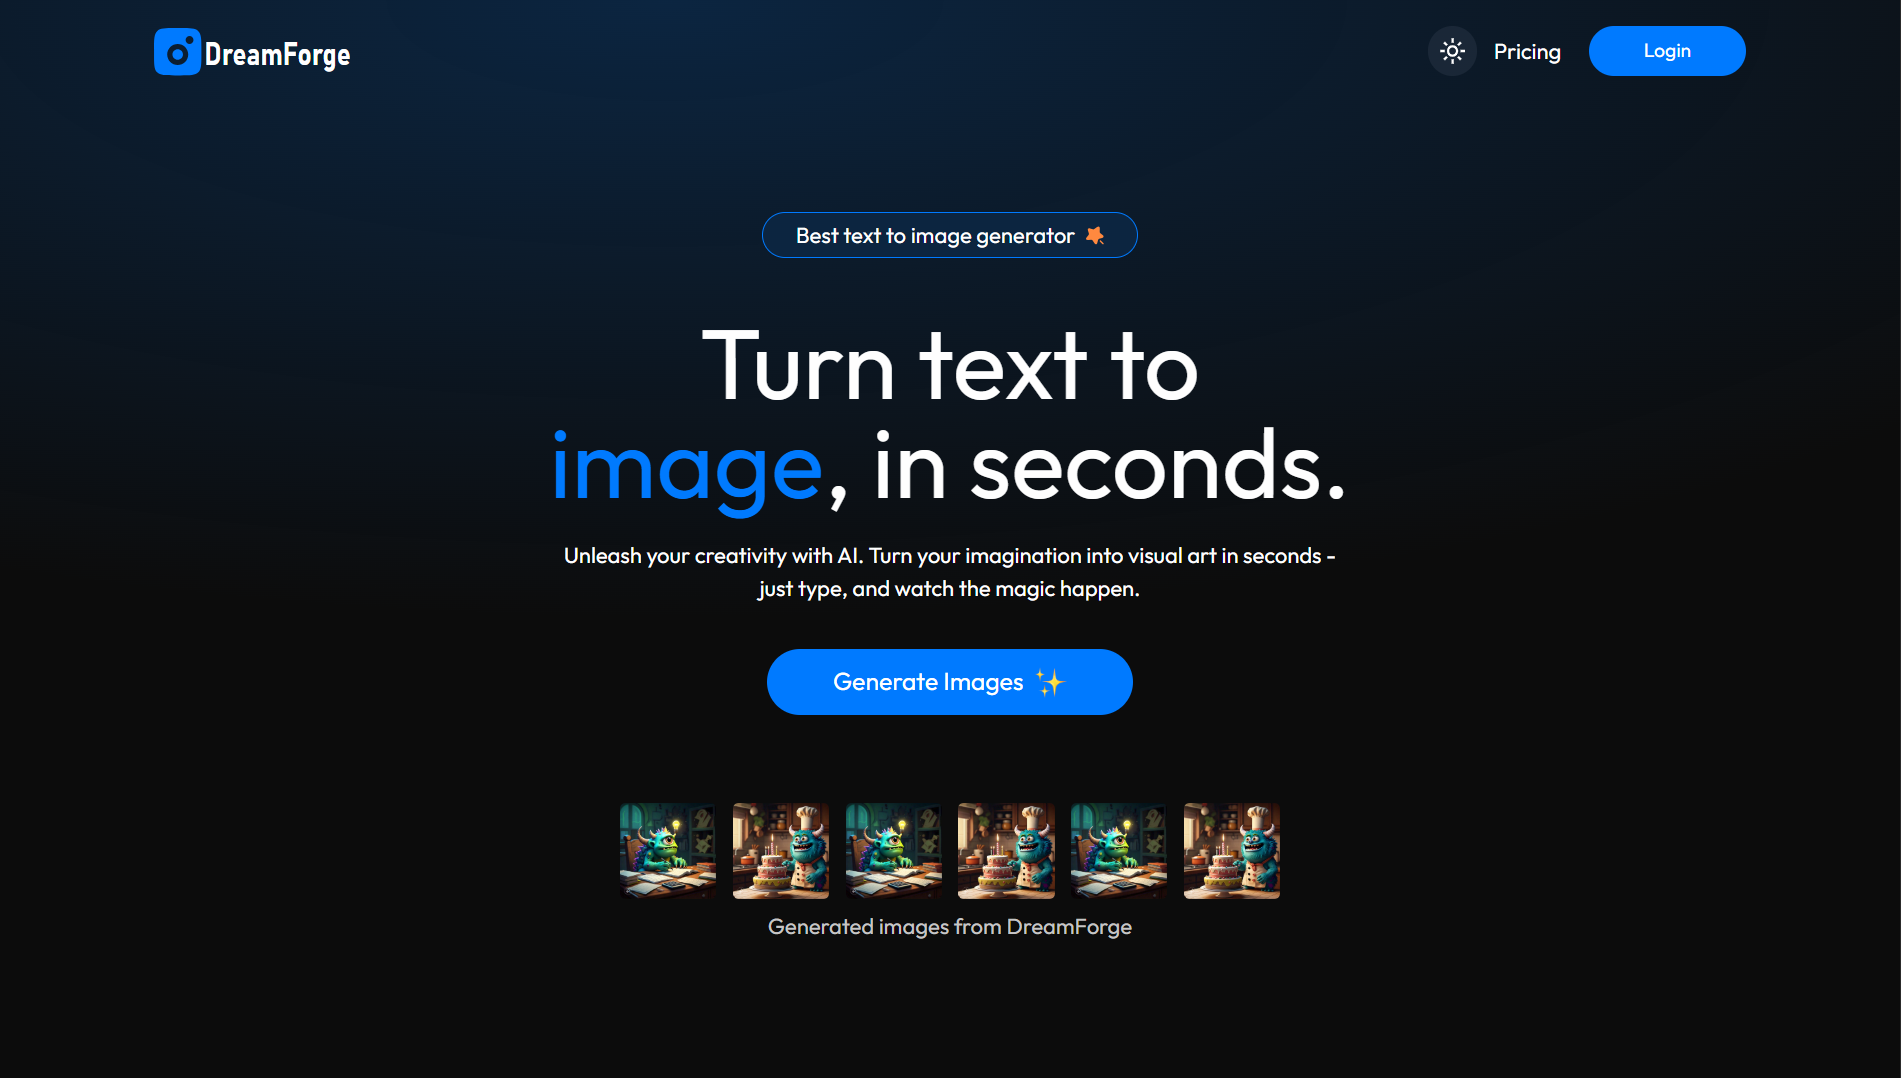 DreamForge
Pricing
Login
Best text to image generator
Turn text to
image, in seconds.
Unleash your creativity with AI. Turn your imagination into visual art in seconds -
just type, and watch the magic happen.
Generate Images ✨
Generated images from DreamForge